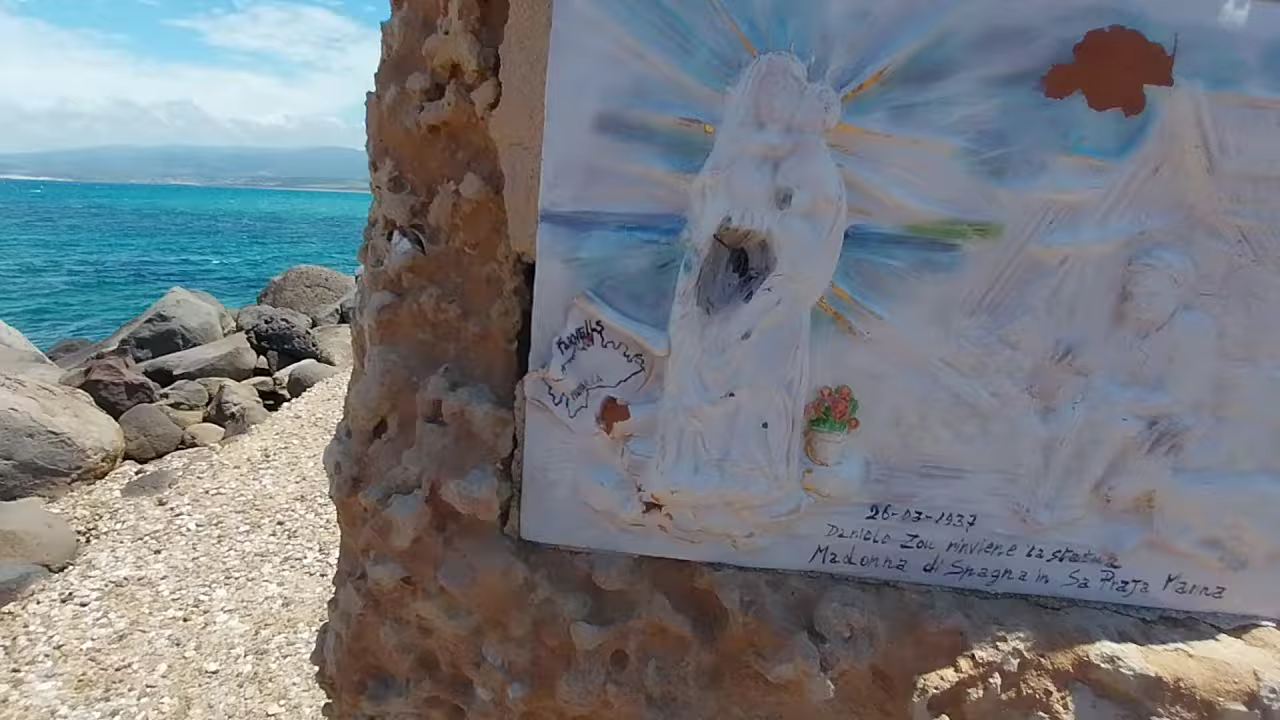 26-03-1937
Daniele Zou rinviene la statua
Madonna di Spagna in Sa Praja Manna